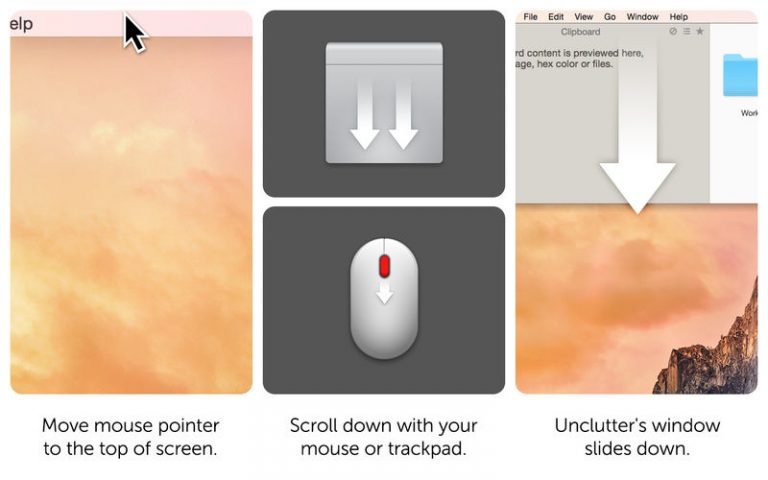 elp
File Edit View Go Window Help
Clipboard
rd content is previewed here,
age, hex color or files.
Work
Move mouse pointer
to the top of screen.
Scroll down with your
mouse or trackpad.
Unclutter's window
slides down.